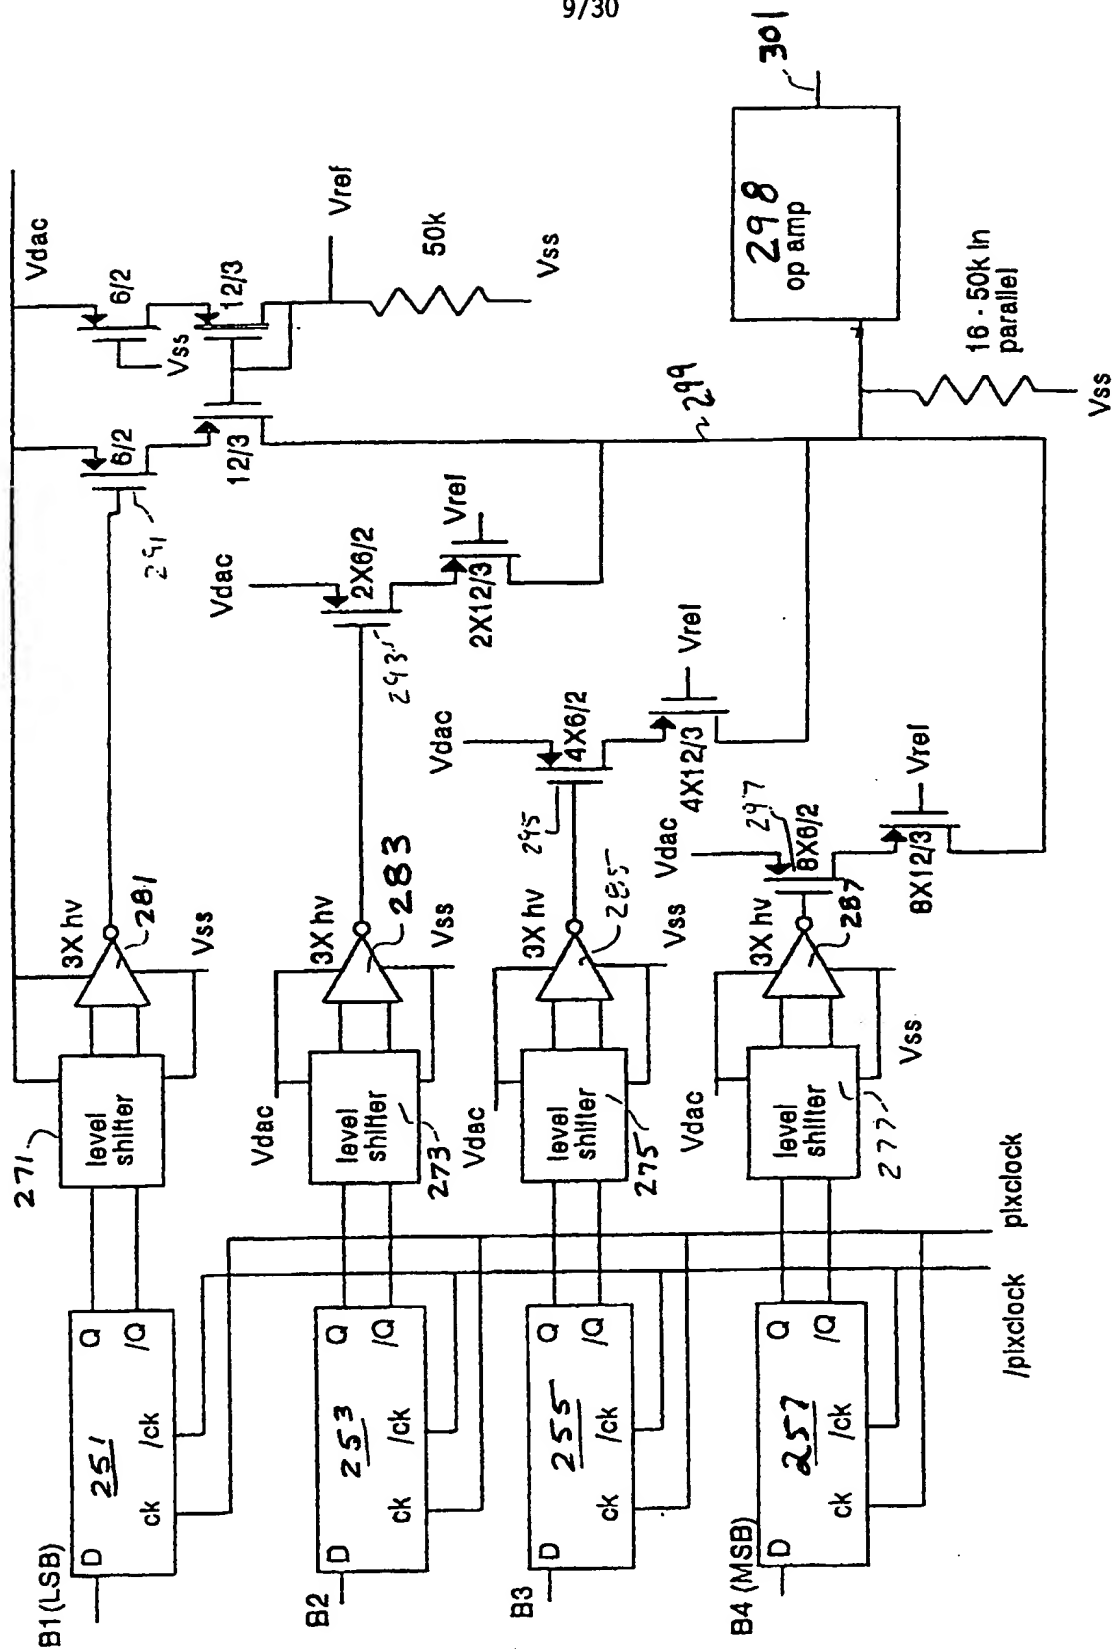 9/30
B1 (LSB)
D
251
Q
/Q
ck
/ck
271
level
shifter
3X hv
281
Vss
291
6/2
12/3
Vdac
6/2
Vss
12/3
Vref
50k
Vss
B2
D
253
Q
/Q
ck
/ck
Vdac
level
shifter
273
3X hv
283
Vss
293
Vdac
2X6/2
Vref
2X12/3
299
B3
D
255
Q
/Q
ck
/ck
Vdac
level
shifter
275
3X hv
285
Vss
295
Vdac
4X6/2
Vref
4X12/3
298
op amp
301
16 - 50k in
parallel
Vss
B4 (MSB)
D
257
Q
/Q
ck
/ck
Vdac
level
shifter
277
3X hv
287
Vss
297
Vdac
8X6/2
Vref
8X12/3
/pixclock
pixclock